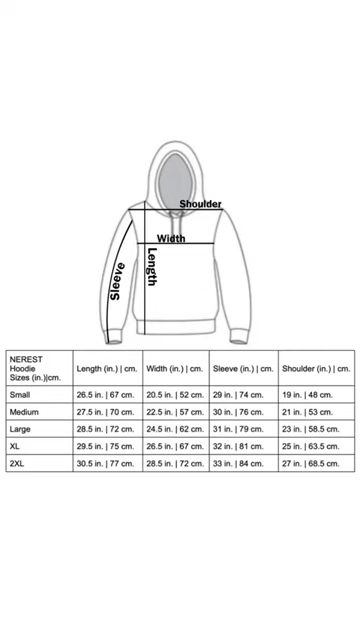 Shoulder
Width
Length
Sleeve
NEREST
Hoodie
Sizes (in.)|cm.
Length (in.) | cm.
Width (in.) | cm.
Sleeve (in.) | cm.
Shoulder (in.) | cm.
Small 26.5 in. | 67 cm. 20.5 in. | 52 cm. 29 in. | 74 cm. 19 in. | 48 cm.
Medium 27.5 in. | 70 cm. 22.5 in. | 57 cm. 30 in. | 76 cm. 21 in. | 53 cm.
Large 28.5 in. | 72 cm. 24.5 in. | 62 cm. 31 in. | 79 cm. 23 in. | 58.5 cm.
XL 29.5 in. | 75 cm. 26.5 in. | 67 cm. 32 in. | 81 cm. 25 in. | 63.5 cm.
2XL 30.5 in. | 77 cm. 28.5 in. | 72 cm. 33 in. | 84 cm. 27 in. | 68.5 cm.